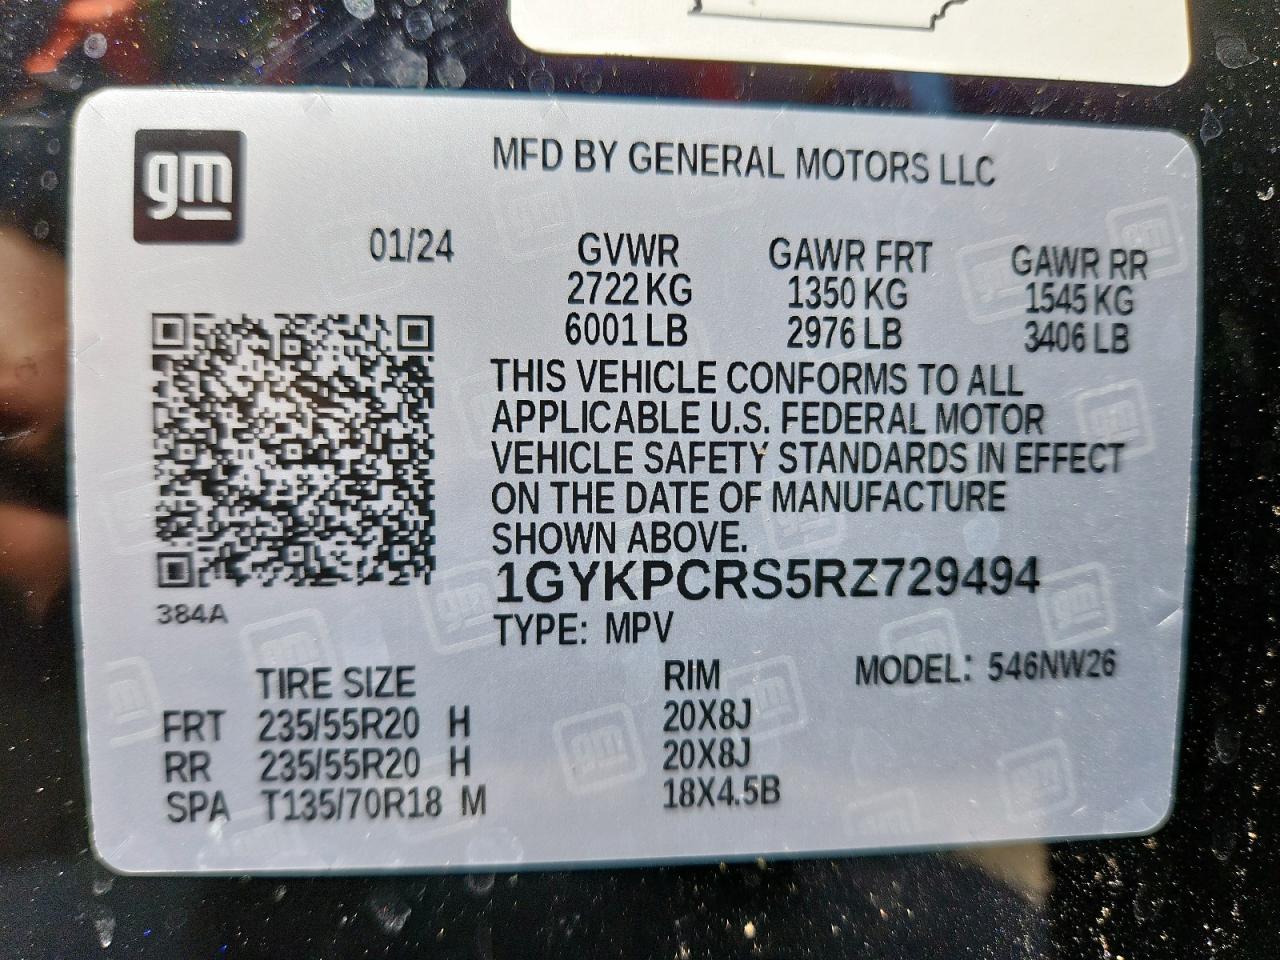 gm
MFD BY GENERAL MOTORS LLC
01/24 GVWR GAWR FRT GAWR RR
2722 KG 1350 KG 1545 KG
6001 LB 2976 LB 3406 LB
THIS VEHICLE CONFORMS TO ALL
APPLICABLE U.S. FEDERAL MOTOR
VEHICLE SAFETY STANDARDS IN EFFECT
ON THE DATE OF MANUFACTURE
SHOWN ABOVE.
1GYKPCRS5RZ729494
384A
TYPE: MPV
TIRE SIZE RIM MODEL: 546NW26
FRT 235/55R20 H 20X8J
RR 235/55R20 H 20X8J
SPA T135/70R18 M 18X4.5B